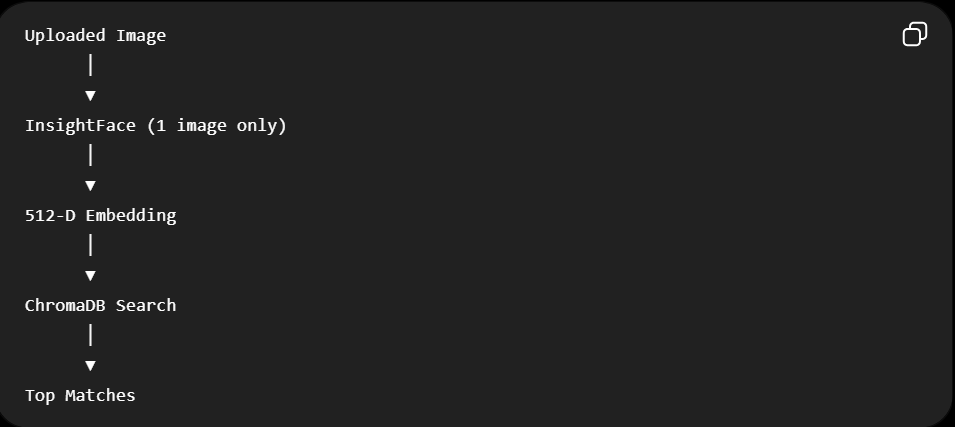 Uploaded Image
│
▼
InsightFace (1 image only)
│
▼
512-D Embedding
│
▼
ChromaDB Search
│
▼
Top Matches